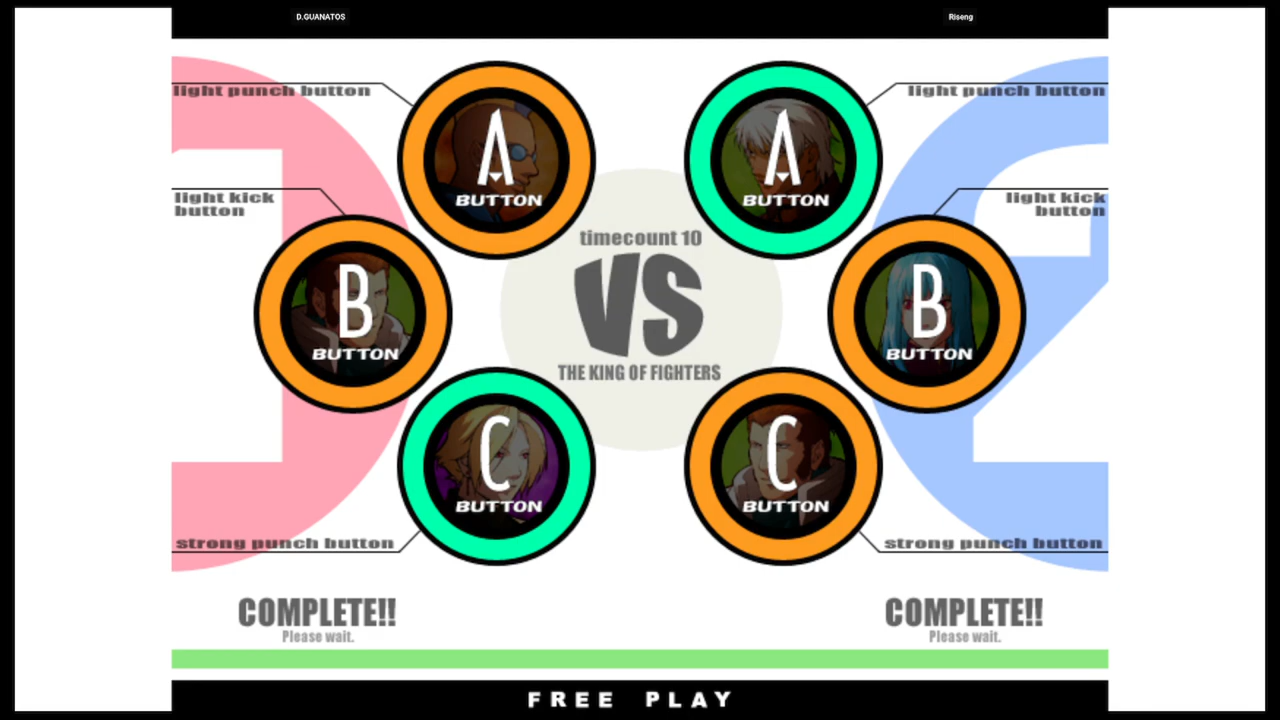 D.GUANATOS
Riseng
light punch button
A
BUTTON
A
BUTTON
light punch button
light kick
button
B
BUTTON
timecount 10
VS
THE KING OF FIGHTERS
light kick
button
B
BUTTON
1
2
C
BUTTON
C
BUTTON
strong punch button
strong punch button
COMPLETE!!
Please wait.
COMPLETE!!
Please wait.
FREE PLAY